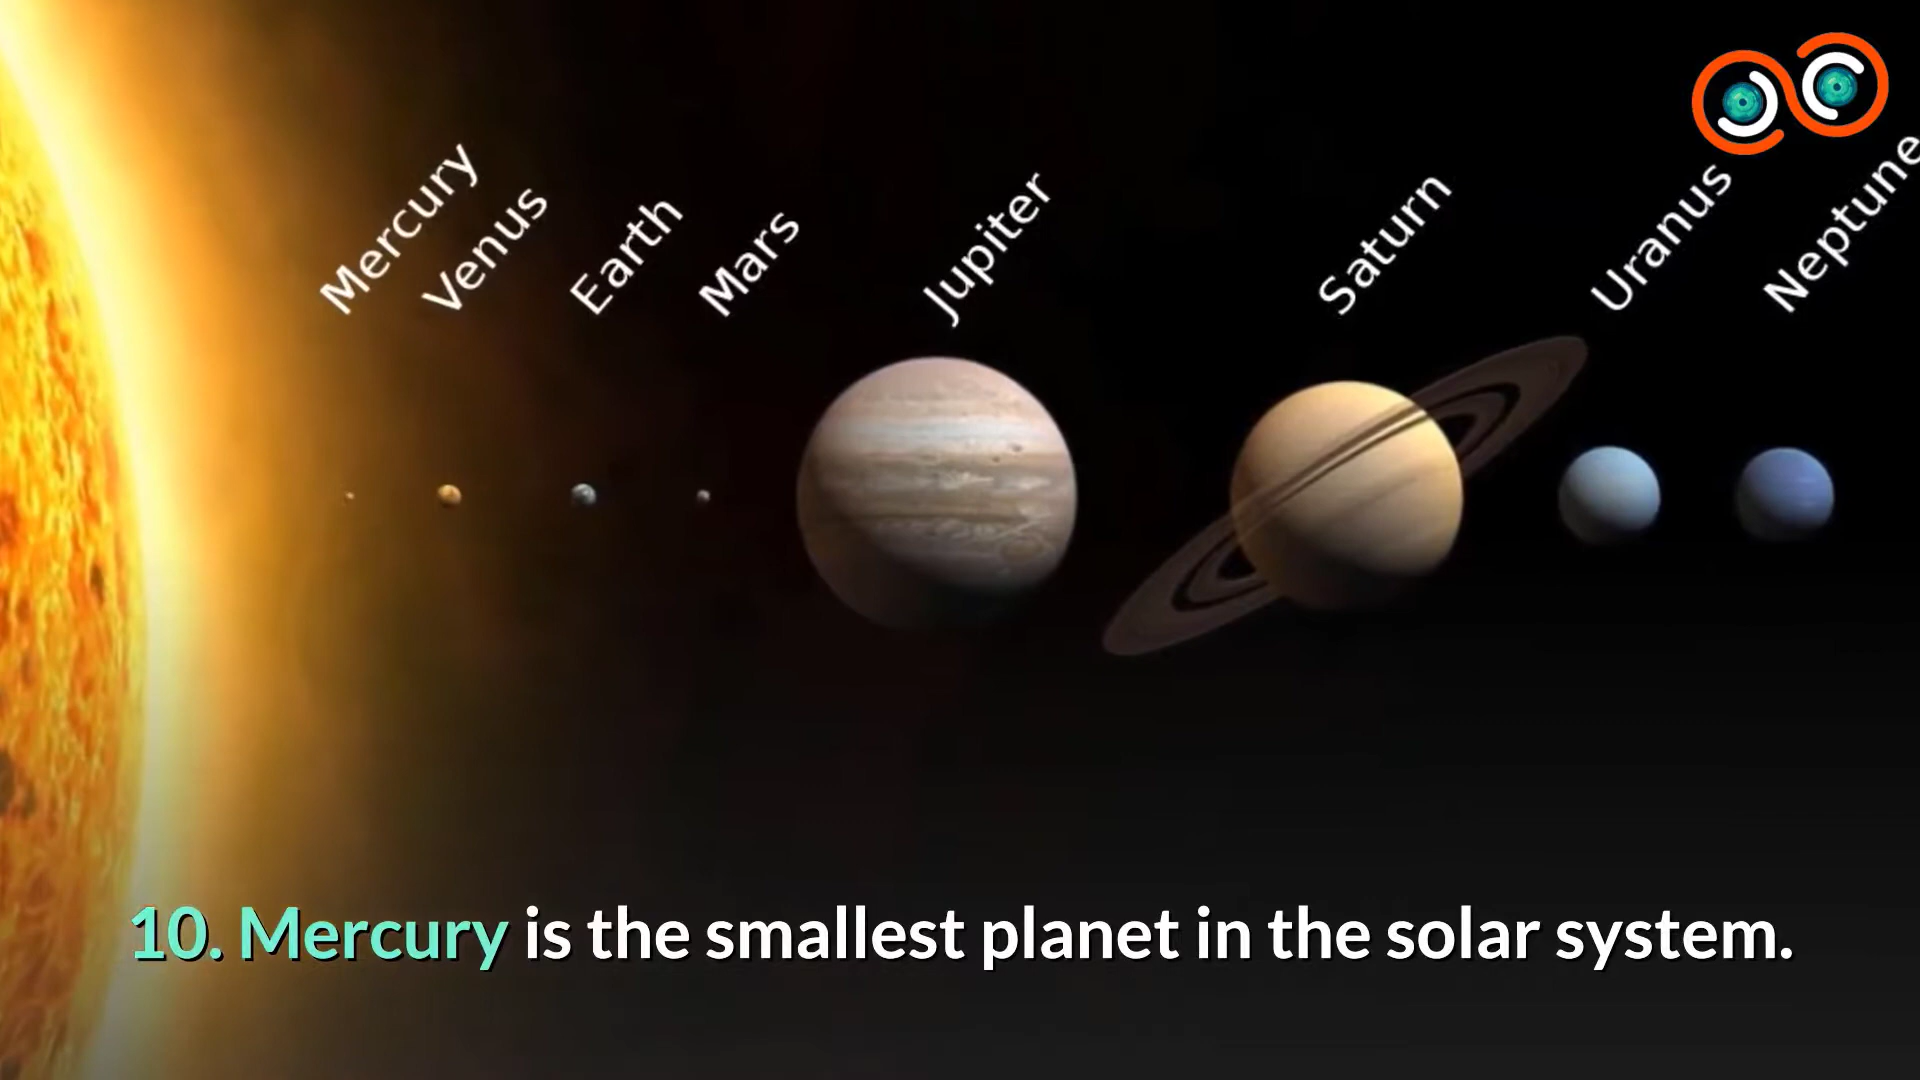 Mercury
Venus
Earth
Mars
Jupiter
Saturn
Uranus
Neptune
10. Mercury is the smallest planet in the solar system.